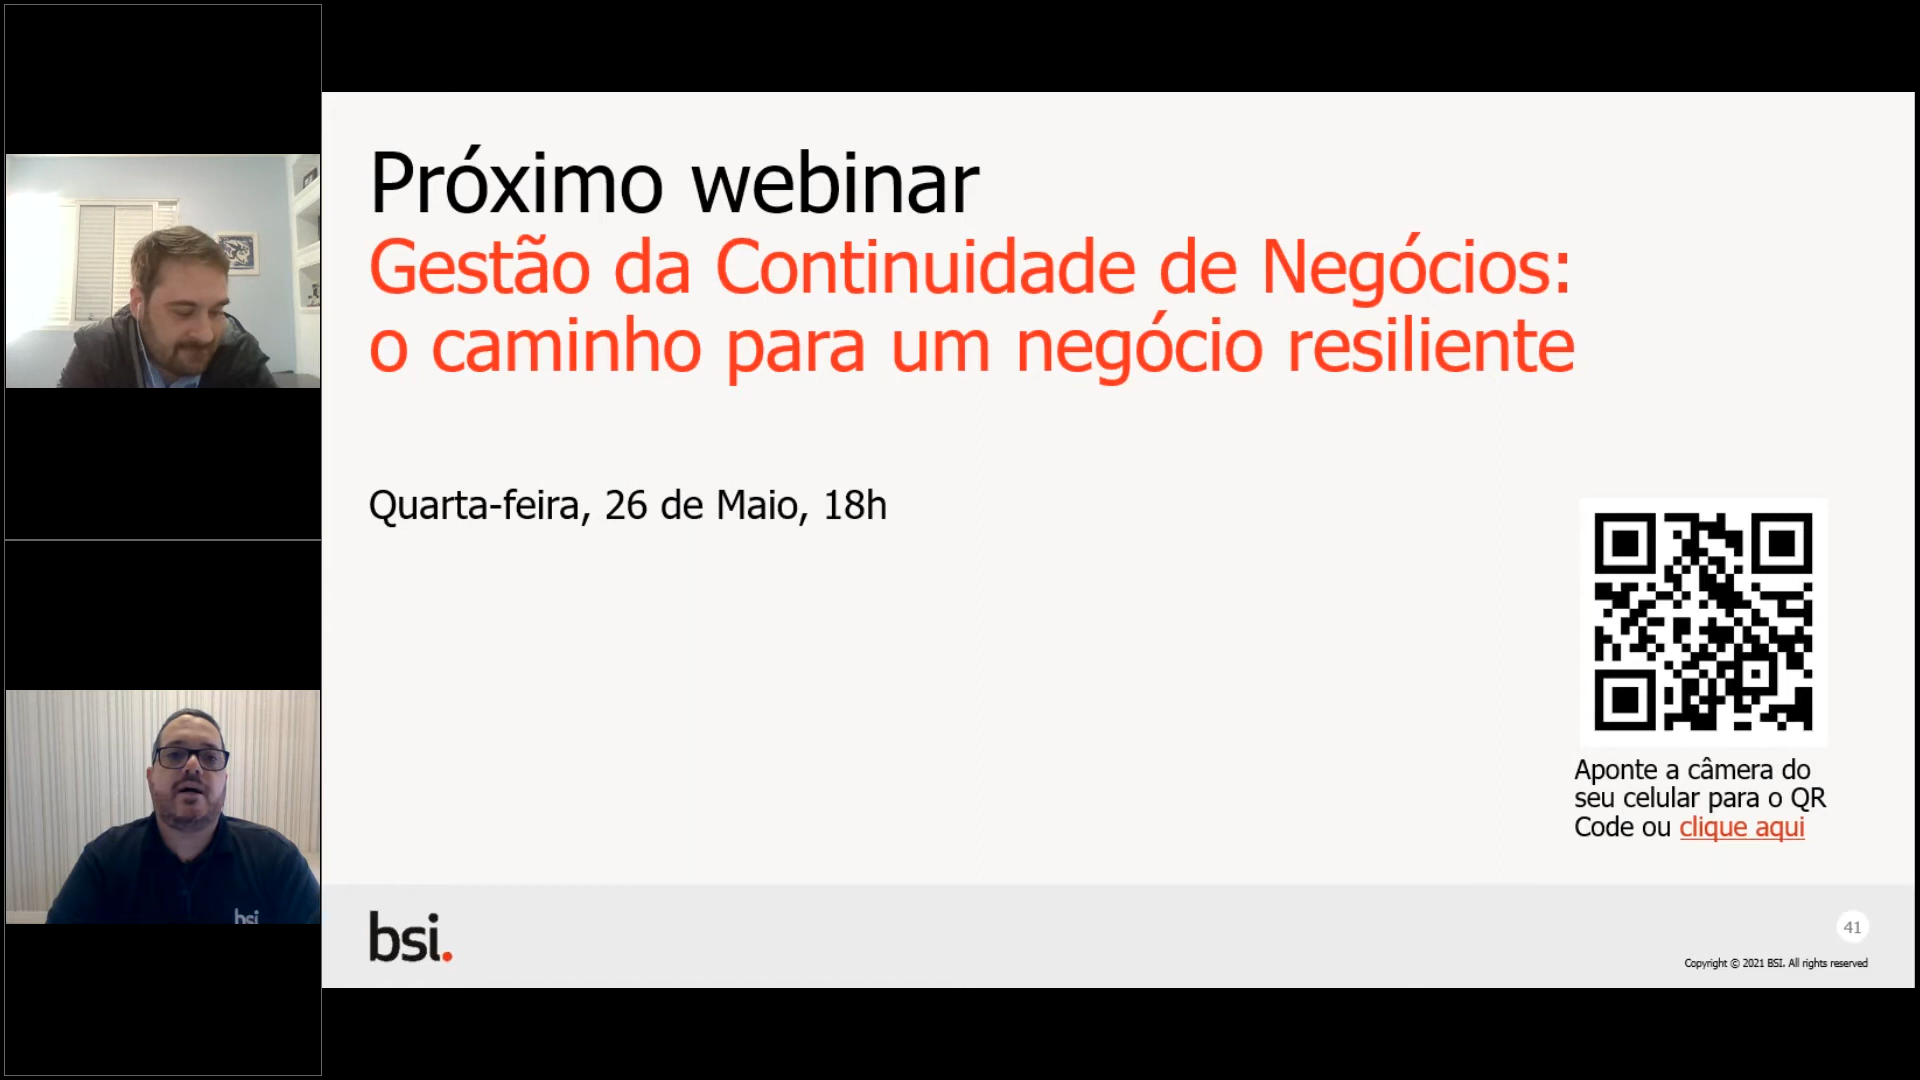 Próximo webinar
Gestão da Continuidade de Negócios:
o caminho para um negócio resiliente
Quarta-feira, 26 de Maio, 18h
Aponte a câmera do
seu celular para o QR
Code ou clique aqui
bsi
bsi.
41
Copyright © 2021 BSI. All rights reserved